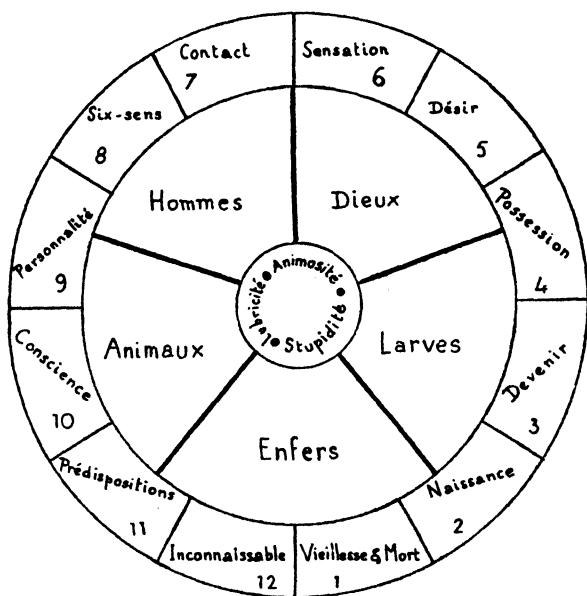 Vieillesse & Mort
1
Naissance
2
Devenir
3
Possession
4
Désir
5
Sensation
6
Contact
7
Six-sens
8
Personnalité
9
Conscience
10
Prédispositions
11
Inconnaissable
12
Hommes
Dieux
Larves
Enfers
Animaux
Animosité
Stupidité
Lubricité